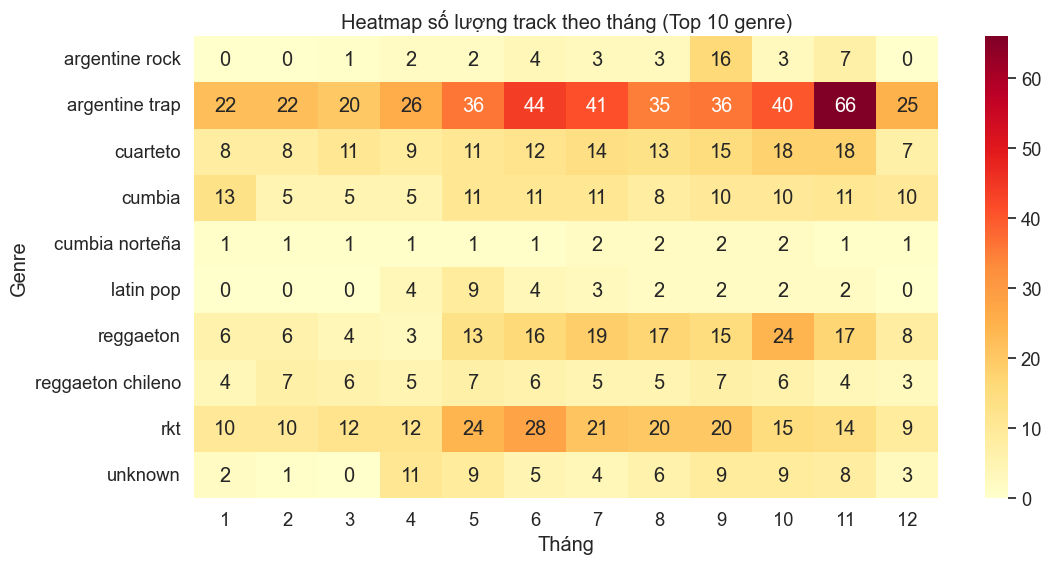 Heatmap số lượng track theo tháng (Top 10 genre)
Genre
argentine rock 0 0 1 2 2 4 3 3 16 3 7 0
argentine trap 22 22 20 26 36 44 41 35 36 40 66 25
cuarteto 8 8 11 9 11 12 14 13 15 18 18 7
cumbia 13 5 5 5 11 11 11 8 10 10 11 10
cumbia norteña 1 1 1 1 1 1 2 2 2 2 1 1
latin pop 0 0 0 4 9 4 3 2 2 2 2 0
reggaeton 6 6 4 3 13 16 19 17 15 24 17 8
reggaeton chileno 4 7 6 5 7 6 5 5 7 6 4 3
rkt 10 10 12 12 24 28 21 20 20 15 14 9
unknown 2 1 0 11 9 5 4 6 9 9 8 3
1 2 3 4 5 6 7 8 9 10 11 12
Tháng
60
50
40
30
20
10
0